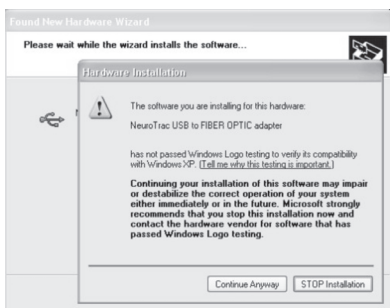 Found New Hardware Wizard
Please wait while the wizard installs the software...
Hardware Installation
The software you are installing for this hardware:
NeuroTrac USB to FIBER OPTIC adapter
has not passed Windows Logo testing to verify its compatibility
with Windows XP. (Tell me why this testing is important.)
Continuing your installation of this software may impair
or destabilize the correct operation of your system
either immediately or in the future. Microsoft strongly
recommends that you stop this installation now and
contact the hardware vendor for software that has
passed Windows Logo testing.
Continue Anyway
STOP Installation